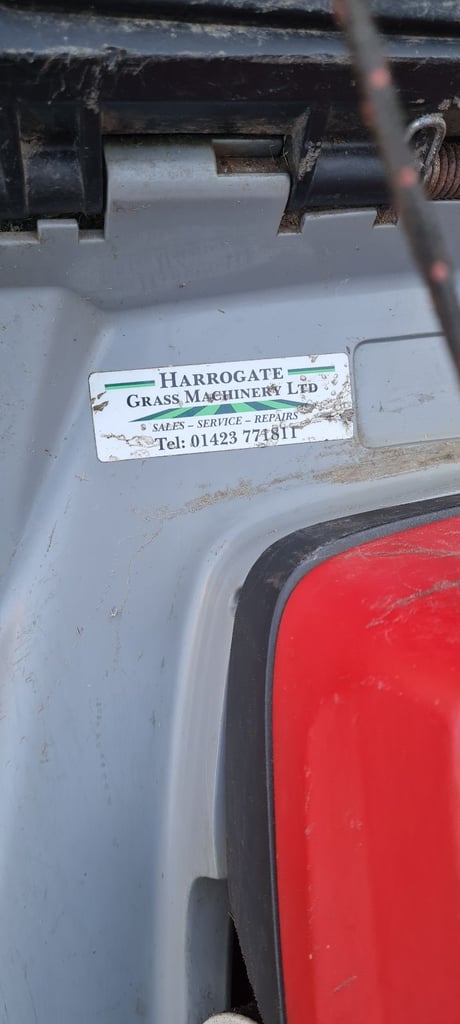 HARROGATE
GRASS MACHINERY LTD
SALES – SERVICE – REPAIRS
Tel: 01423 771811